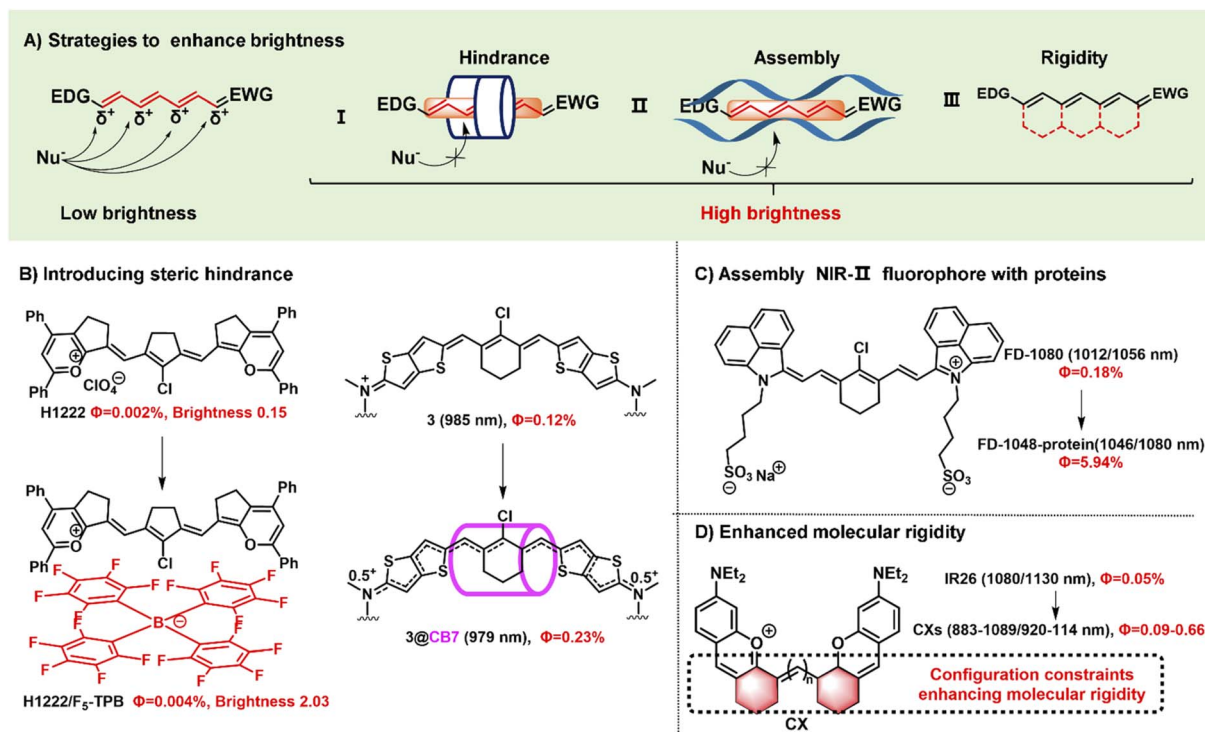 A) Strategies to enhance brightness
EDG
EWG
δ+ δ+ δ+ δ+
Nu-
Low brightness
I
Hindrance
EDG
EWG
Nu-
II
Assembly
EDG
EWG
Nu-
III
Rigidity
EDG
EWG
High brightness
B) Introducing steric hindrance
Ph
Ph
O
+
O
ClO4⊖
Ph
Cl
Ph
H1222 Φ=0.002%, Brightness 0.15
Ph
Ph
O
+
O
Ph
Cl
Ph
F F F F F
F F F F F
B⊖
F F F F F
F F F F F
H1222/F5-TPB Φ=0.004%, Brightness 2.03
Cl
S S
S S
+
N N
3 (985 nm), Φ=0.12%
Cl
S S
S S
0.5+ 0.5+
N N
3@CB7 (979 nm), Φ=0.23%
C) Assembly NIR-II fluorophore with proteins
Cl
N
N
⊕
SO3 Na⊕
⊖
SO3
⊖
FD-1080 (1012/1056 nm)
Φ=0.18%
FD-1048-protein(1046/1080 nm)
Φ=5.94%
D) Enhanced molecular rigidity
NEt2
NEt2
O
⊕
O
n
CX
IR26 (1080/1130 nm), Φ=0.05%
CXs (883-1089/920-114 nm), Φ=0.09-0.66
Configuration constraints
enhancing molecular rigidity